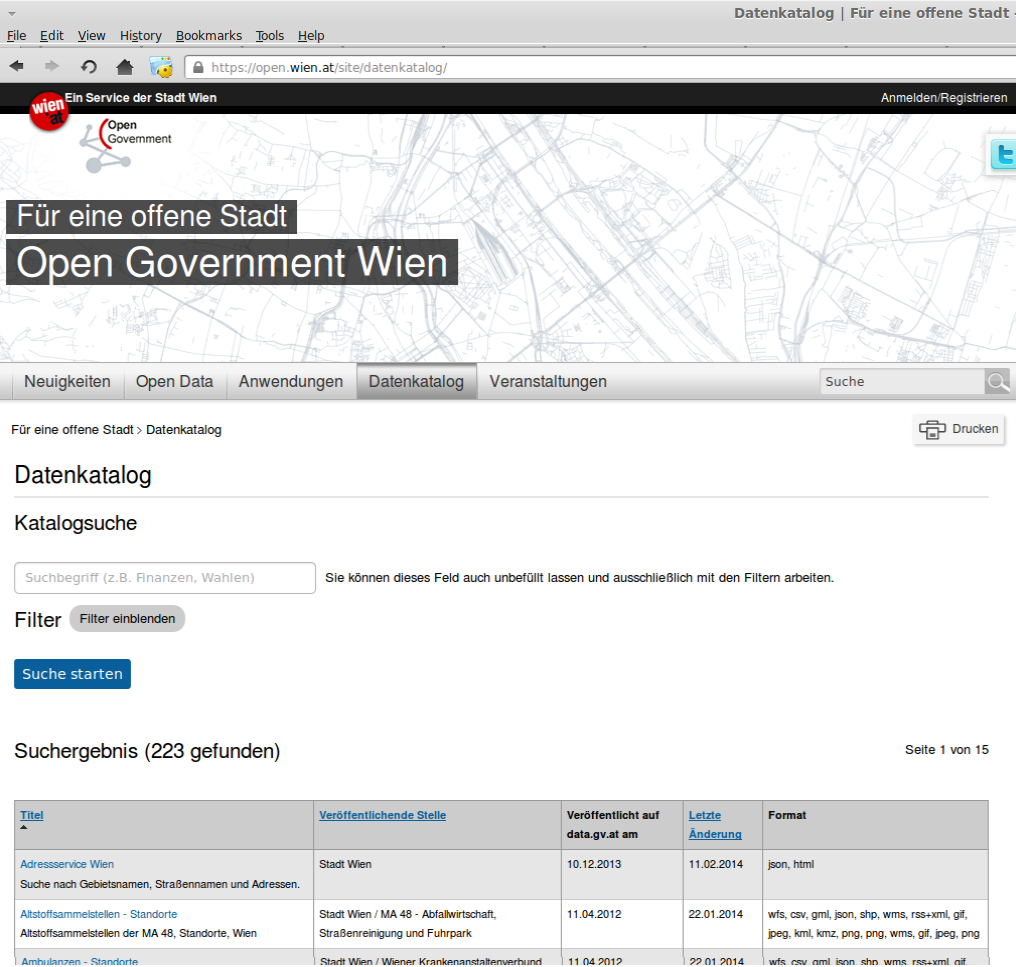 Datenkatalog | Für eine offene Stadt
File Edit View History Bookmarks Tools Help
https://open.wien.at/site/datenkatalog/
wien.at
Ein Service der Stadt Wien
Anmelden/Registrieren
Open
Government
Für eine offene Stadt
Open Government Wien
Neuigkeiten Open Data Anwendungen Datenkatalog Veranstaltungen Suche
Für eine offene Stadt > Datenkatalog
Drucken
Datenkatalog
Katalogsuche
Suchbegriff (z.B. Finanzen, Wahlen) Sie können dieses Feld auch unbefüllt lassen und ausschließlich mit den Filtern arbeiten.
Filter Filter einblenden
Suche starten
Suchergebnis (223 gefunden) Seite 1 von 15
Titel Veröffentlichende Stelle Veröffentlicht auf Letzte Format
data.gv.at am Änderung
Adressservice Wien Stadt Wien 10.12.2013 11.02.2014 json, html
Suche nach Gebietsnamen, Straßennamen und Adressen.
Altstoffsammelstellen - Standorte Stadt Wien / MA 48 - Abfallwirtschaft, 11.04.2012 22.01.2014 wfs, csv, gml, json, shp, wms, rss+xml, gif,
Altstoffsammelstellen der MA 48, Standorte, Wien Straßenreinigung und Fuhrpark jpeg, kml, kmz, png, png, wms, gif, jpeg, png
Ambulanzen - Standorte Stadt Wien / Wiener Krankenanstaltenverbund 11.04.2012 22.01.2014 wfs, csv, gml, json, shp, wms, rss+xml, gif,